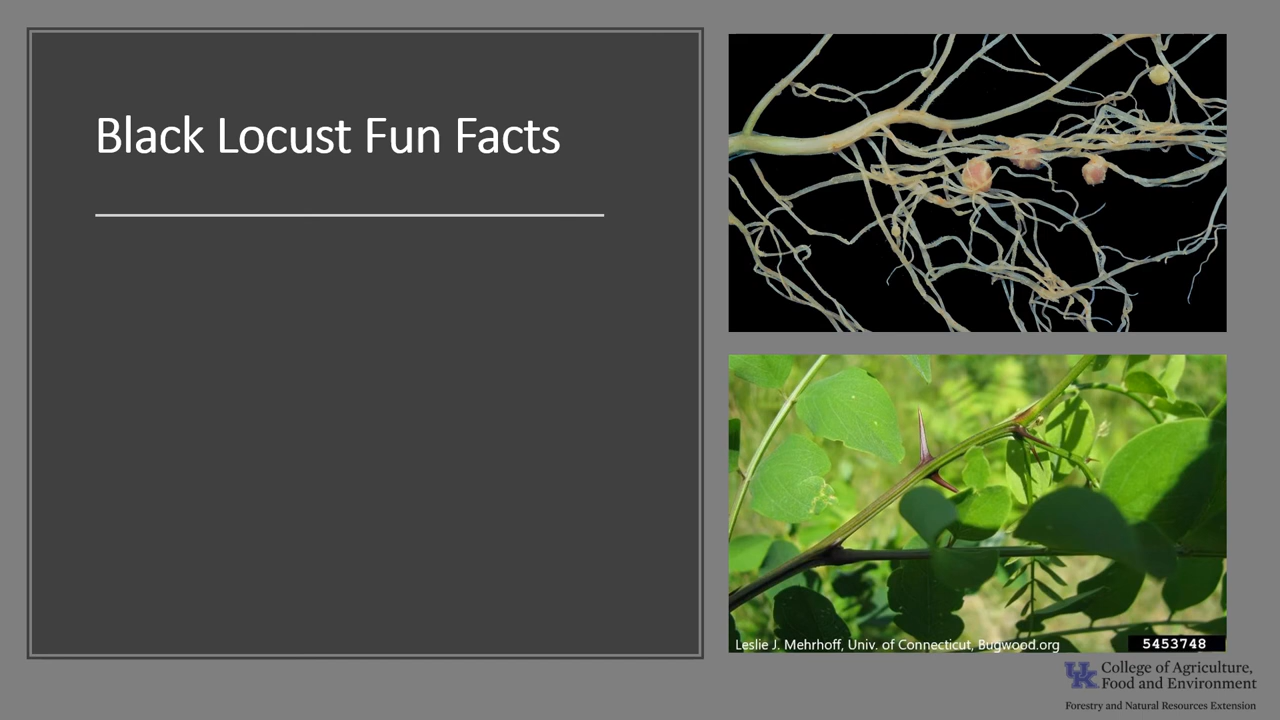 Black Locust Fun Facts
Leslie J. Mehrhoff, Univ. of Connecticut, Bugwood.org
5453748
UK
College of Agriculture,
Food and Environment
Forestry and Natural Resources Extension